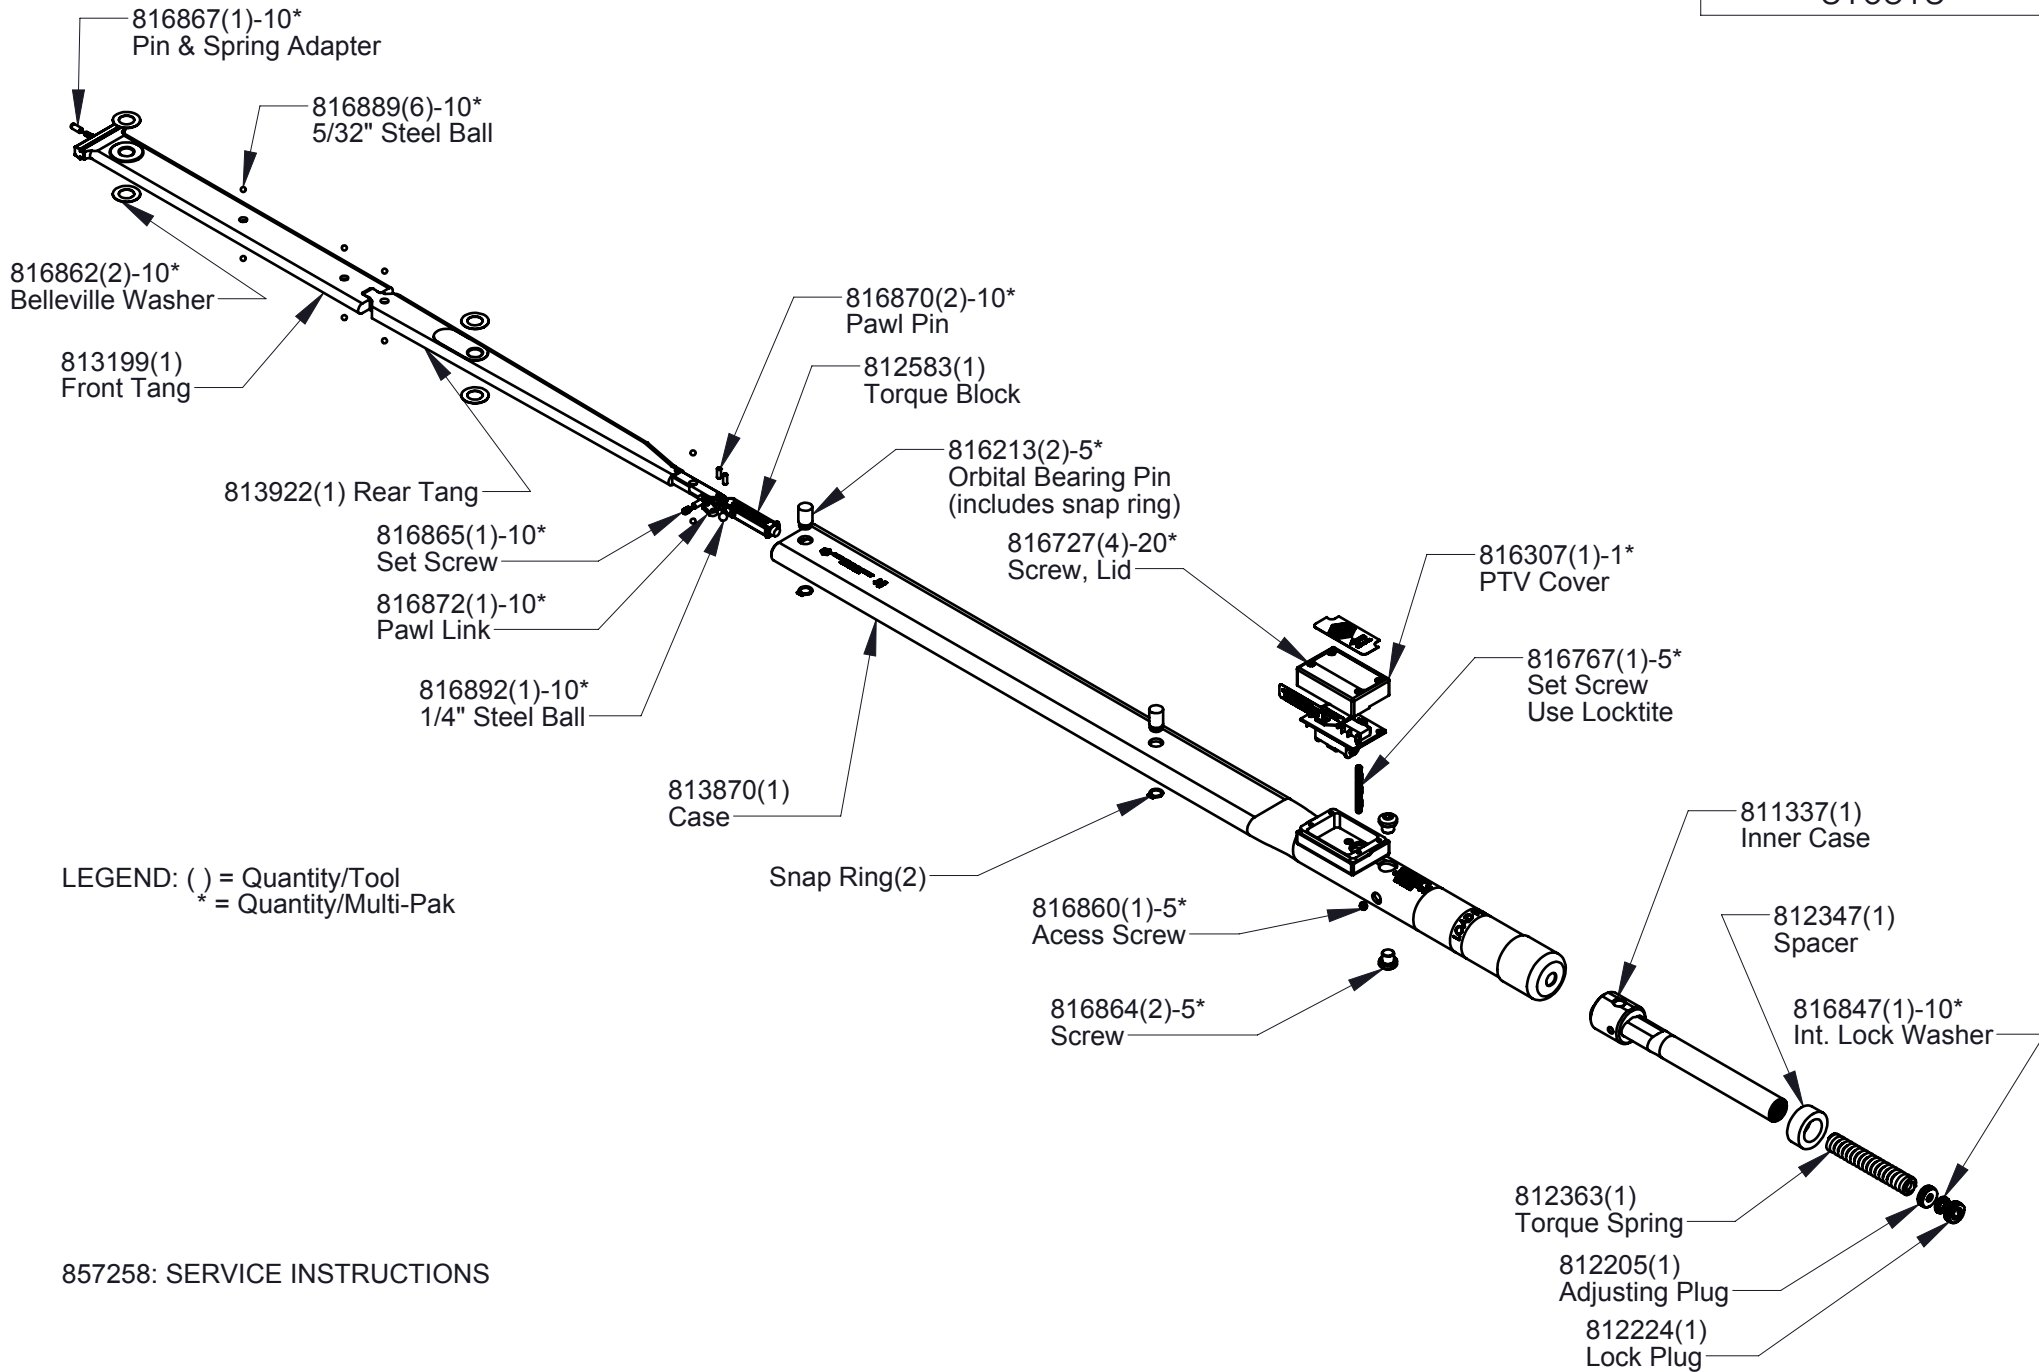 816867(1)-10*
Pin & Spring Adapter
816889(6)-10*
5/32" Steel Ball
816862(2)-10*
Belleville Washer
813199(1)
Front Tang
816870(2)-10*
Pawl Pin
812583(1)
Torque Block
816213(2)-5*
Orbital Bearing Pin
(includes snap ring)
813922(1) Rear Tang
816865(1)-10*
Set Screw
816872(1)-10*
Pawl Link
816892(1)-10*
1/4" Steel Ball
816727(4)-20*
Screw, Lid
816307(1)-1*
PTV Cover
816767(1)-5*
Set Screw
Use Locktite
813870(1)
Case
Snap Ring(2)
811337(1)
Inner Case
LEGEND: ( ) = Quantity/Tool
* = Quantity/Multi-Pak
816860(1)-5*
Acess Screw
812347(1)
Spacer
816864(2)-5*
Screw
816847(1)-10*
Int. Lock Washer
812363(1)
Torque Spring
857258: SERVICE INSTRUCTIONS
812205(1)
Adjusting Plug
812224(1)
Lock Plug